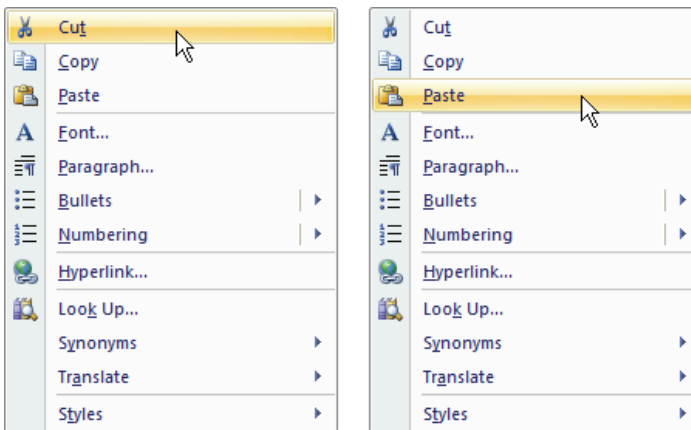 Cut
Copy
Paste
Font...
Paragraph...
Bullets
Numbering
Hyperlink...
Look Up...
Synonyms
Translate
Styles
Cut
Copy
Paste
Font...
Paragraph...
Bullets
Numbering
Hyperlink...
Look Up...
Synonyms
Translate
Styles